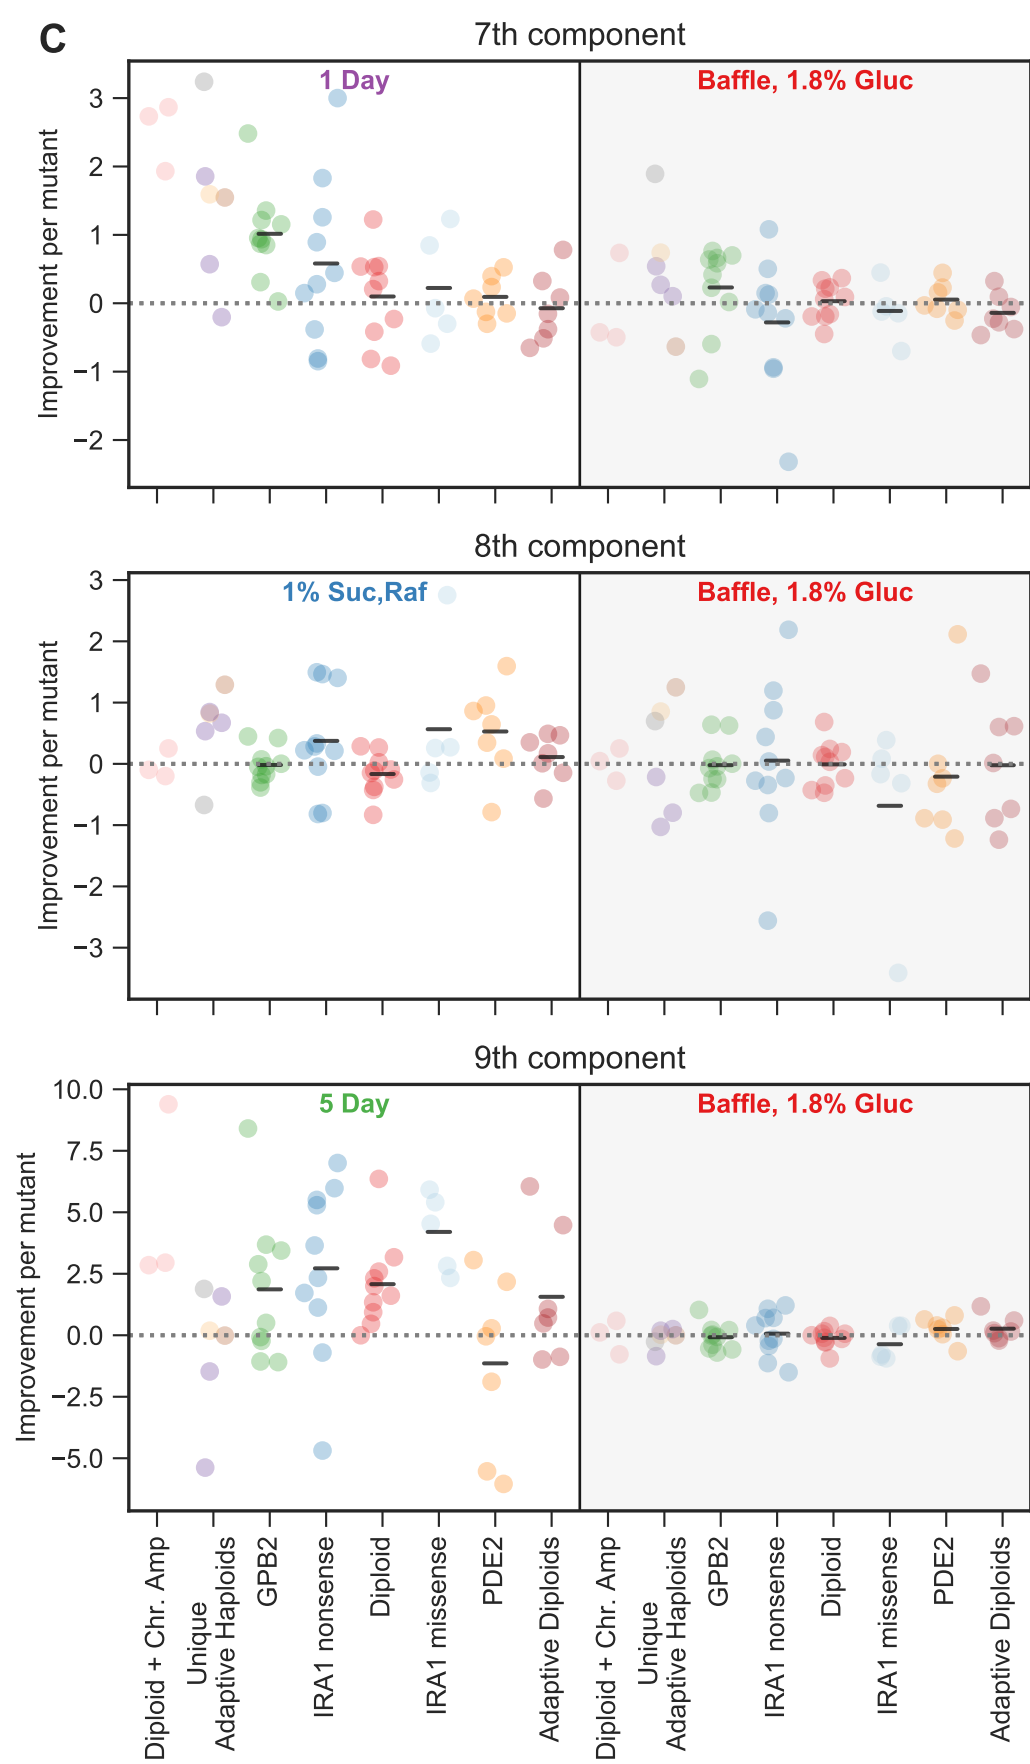 C
7th component
1 Day
Baffle, 1.8% Gluc
Improvement per mutant
3
2
1
0
−1
−2
8th component
1% Suc,Raf
Baffle, 1.8% Gluc
Improvement per mutant
3
2
1
0
−1
−2
−3
9th component
5 Day
Baffle, 1.8% Gluc
Improvement per mutant
10.0
7.5
5.0
2.5
0.0
−2.5
−5.0
Diploid + Chr. Amp
Unique
Adaptive Haploids
GPB2
IRA1 nonsense
Diploid
IRA1 missense
PDE2
Adaptive Diploids
Diploid + Chr. Amp
Unique
Adaptive Haploids
GPB2
IRA1 nonsense
Diploid
IRA1 missense
PDE2
Adaptive Diploids